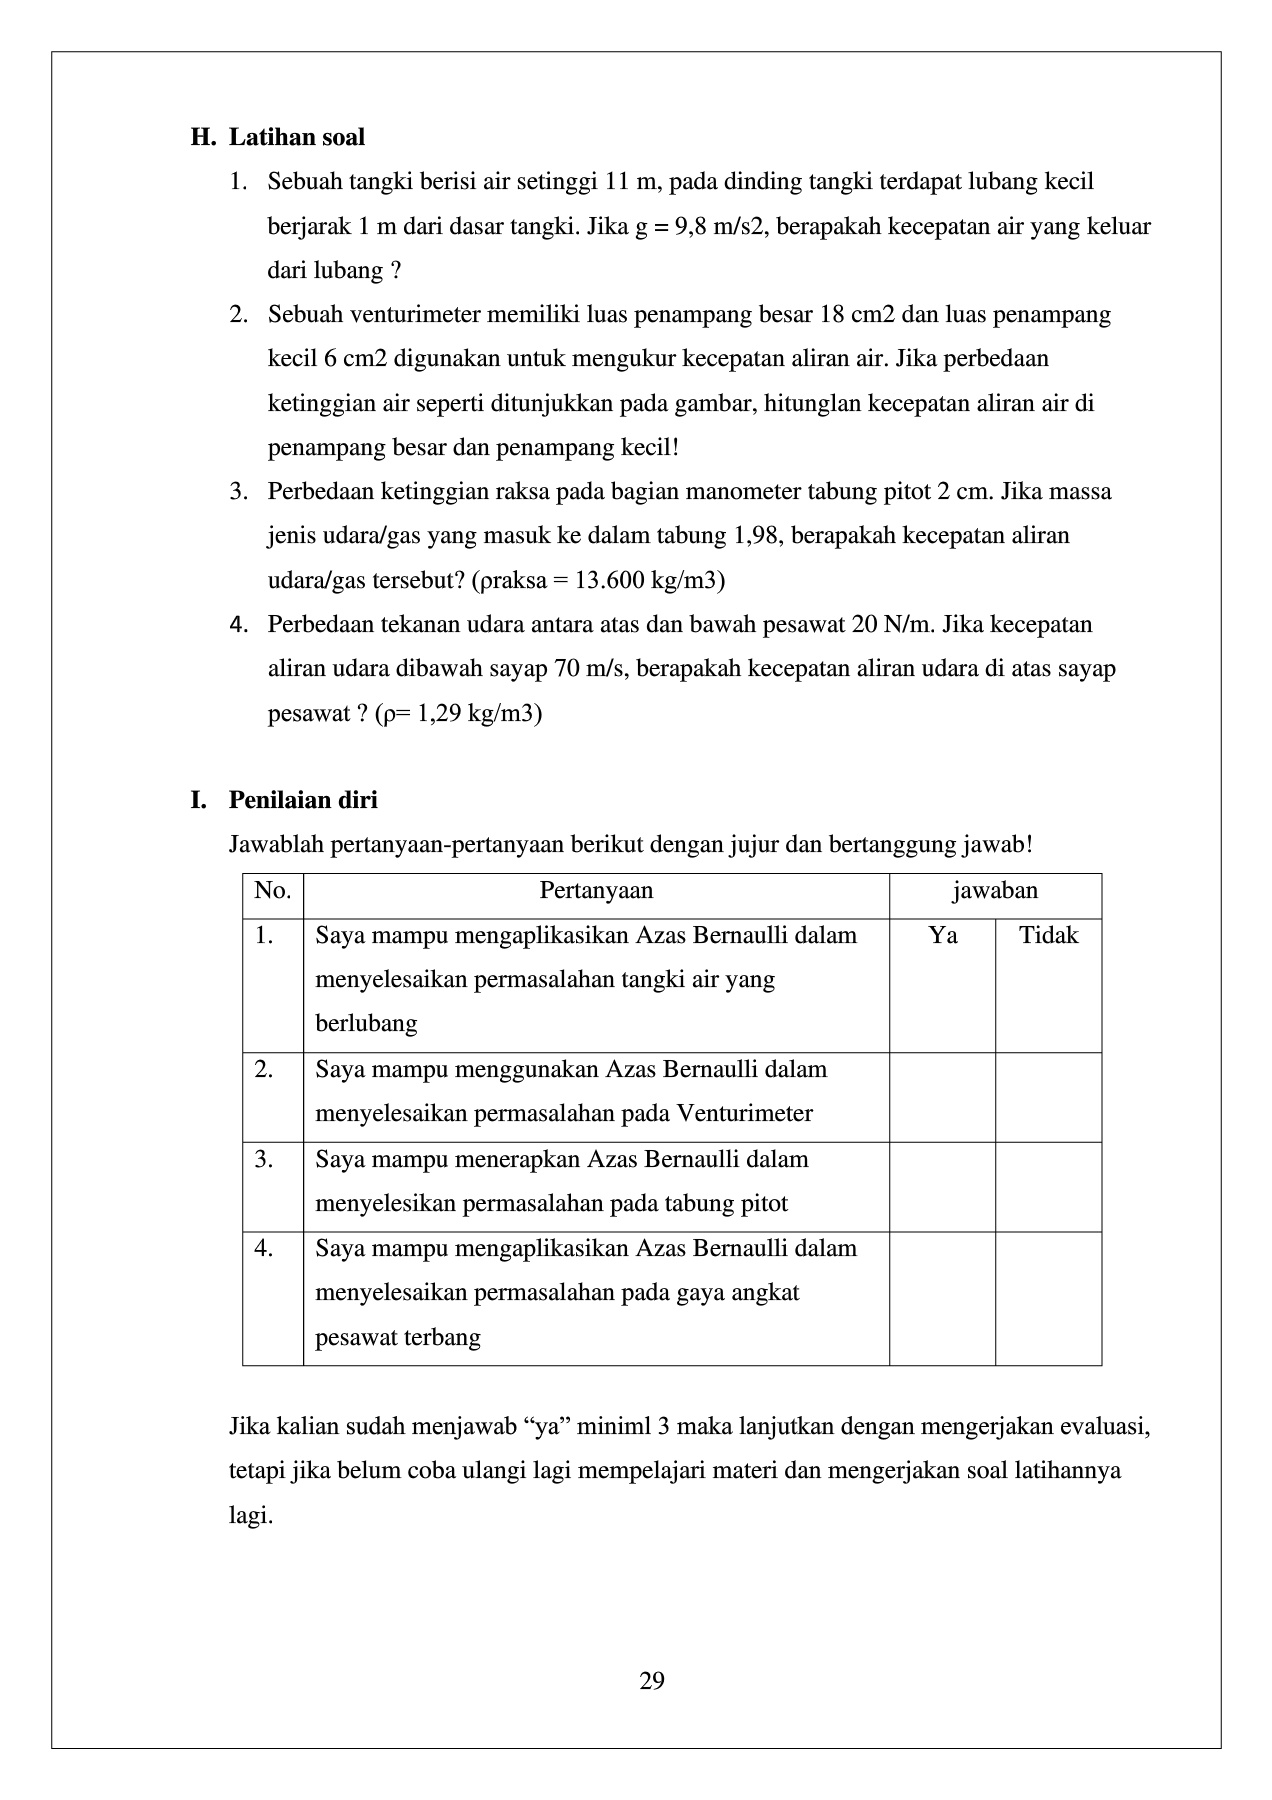 H. Latihan soal
1. Sebuah tangki berisi air setinggi 11 m, pada dinding tangki terdapat lubang kecil
berjarak 1 m dari dasar tangki. Jika g = 9,8 m/s2, berapakah kecepatan air yang keluar
dari lubang ?
2. Sebuah venturimeter memiliki luas penampang besar 18 cm2 dan luas penampang
kecil 6 cm2 digunakan untuk mengukur kecepatan aliran air. Jika perbedaan
ketinggian air seperti ditunjukkan pada gambar, hitunglan kecepatan aliran air di
penampang besar dan penampang kecil!
3. Perbedaan ketinggian raksa pada bagian manometer tabung pitot 2 cm. Jika massa
jenis udara/gas yang masuk ke dalam tabung 1,98, berapakah kecepatan aliran
udara/gas tersebut? (ρraksa = 13.600 kg/m3)
4. Perbedaan tekanan udara antara atas dan bawah pesawat 20 N/m. Jika kecepatan
aliran udara dibawah sayap 70 m/s, berapakah kecepatan aliran udara di atas sayap
pesawat ? (ρ= 1,29 kg/m3)
I. Penilaian diri
Jawablah pertanyaan-pertanyaan berikut dengan jujur dan bertanggung jawab!
No. Pertanyaan jawaban
1. Saya mampu mengaplikasikan Azas Bernaulli dalam Ya Tidak
menyelesaikan permasalahan tangki air yang
berlubang
2. Saya mampu menggunakan Azas Bernaulli dalam
menyelesaikan permasalahan pada Venturimeter
3. Saya mampu menerapkan Azas Bernaulli dalam
menyelesikan permasalahan pada tabung pitot
4. Saya mampu mengaplikasikan Azas Bernaulli dalam
menyelesaikan permasalahan pada gaya angkat
pesawat terbang
Jika kalian sudah menjawab “ya” miniml 3 maka lanjutkan dengan mengerjakan evaluasi,
tetapi jika belum coba ulangi lagi mempelajari materi dan mengerjakan soal latihannya
lagi.
29